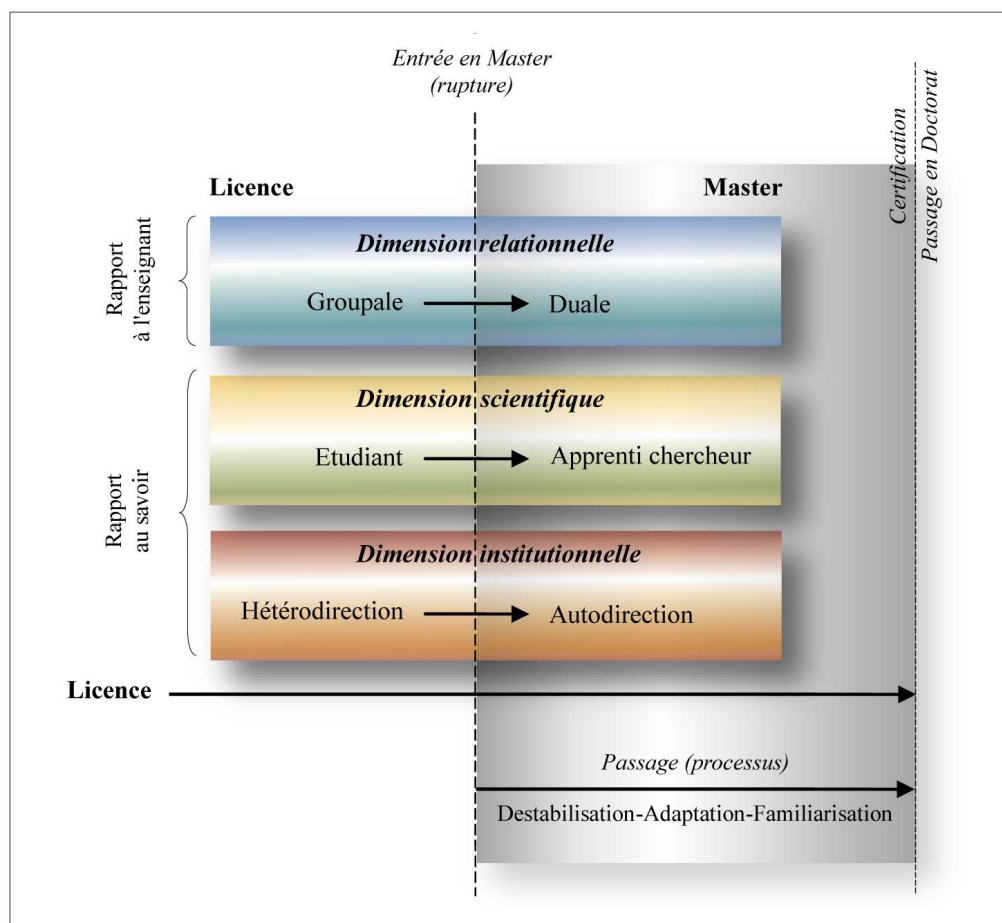 Entrée en Master
(rupture)
Certification
Passage en Doctorat
Licence
Master
Rapport
à l'enseignant
Dimension relationnelle
Groupale
Duale
Rapport
au savoir
Dimension scientifique
Etudiant
Apprenti chercheur
Dimension institutionnelle
Hétérodirection
Autodirection
Licence
Passage (processus)
Destabilisation-Adaptation-Familiarisation